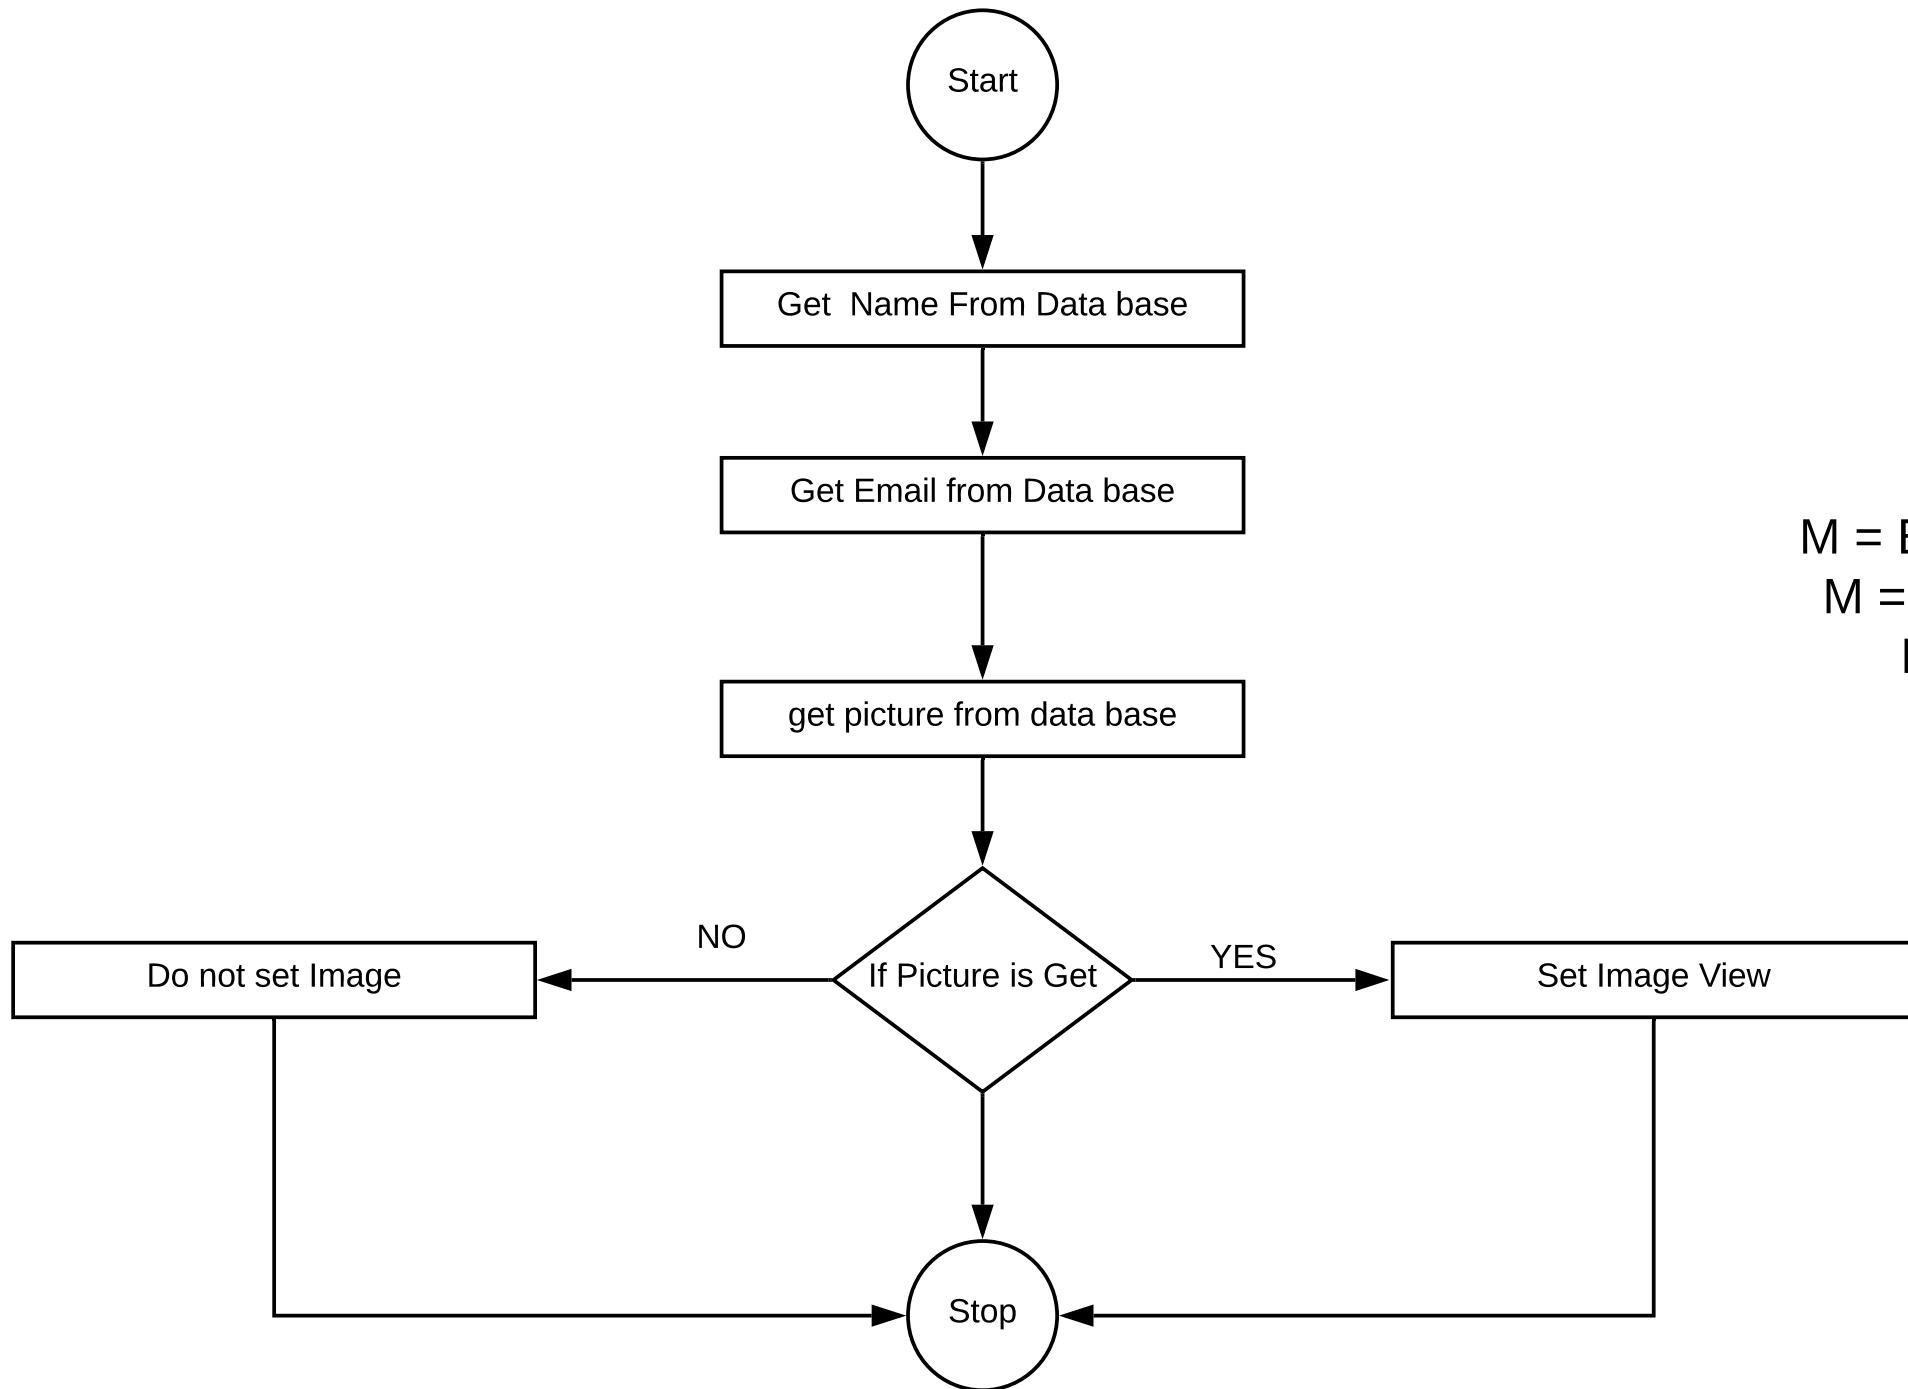 Start
Get  Name From Data base
Get Email from Data base
M =
M =
get picture from data base
NO
YES
Do not set Image
If Picture is Get
Set Image View
Stop